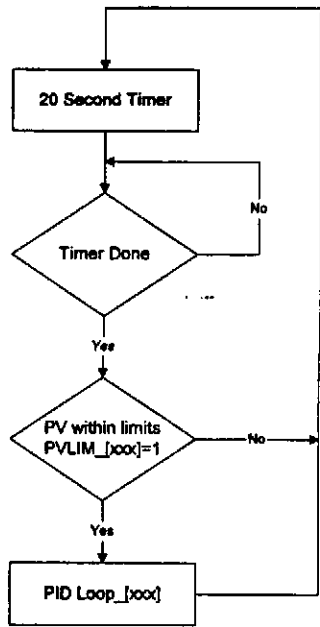 20 Second Timer
No
Timer Done
Yes
PV within limits
PVLIM_[xxx]=1
No
Yes
PID Loop_[xxx]